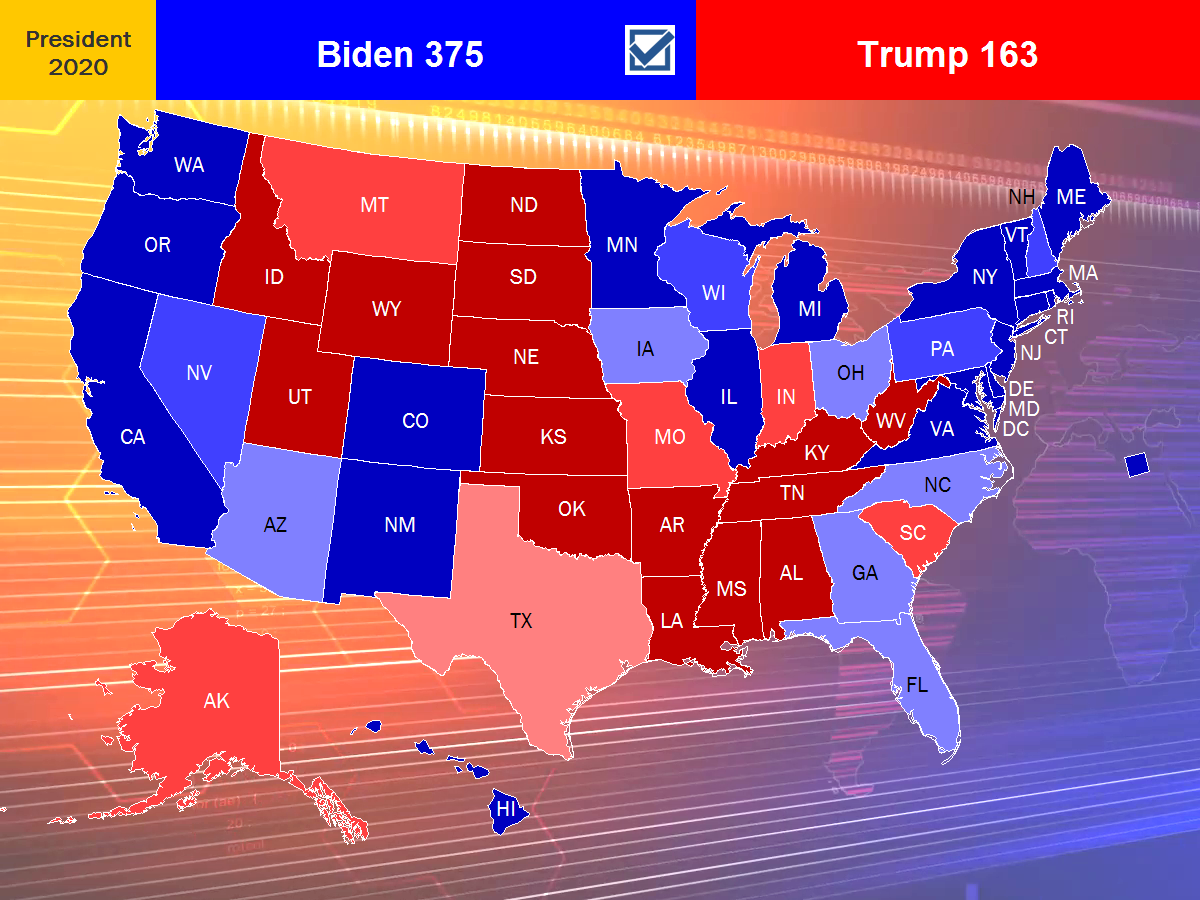 President
2020
Biden 375
Trump 163
WA
MT
ND
MN
NH
ME
OR
VT
ID
SD
NY
MA
WY
WI
MI
RI
CT
NE
IA
PA
NJ
NV
OH
UT
IL
IN
DE
CO
MD
CA
KS
MO
WV
VA
DC
KY
NC
TN
OK
AZ
NM
AR
SC
MS
AL
GA
TX
LA
FL
AK
HI